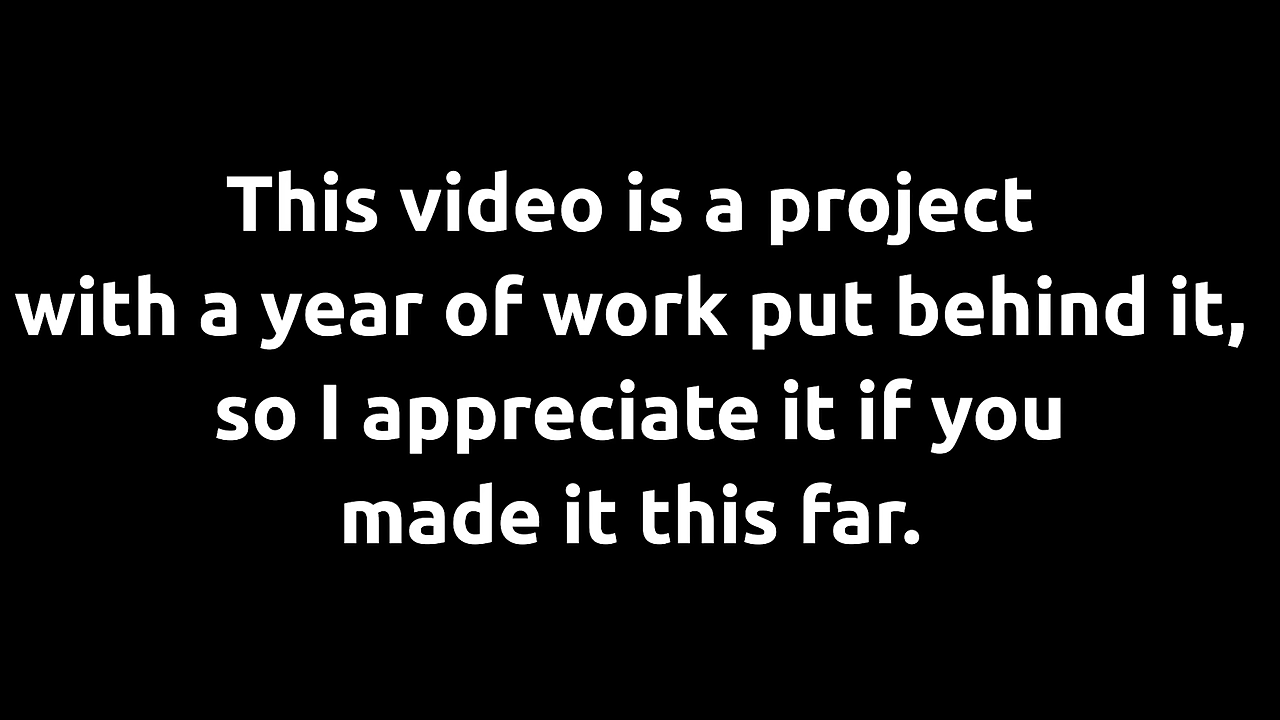 This video is a project
with a year of work put behind it,
so I appreciate it if you
made it this far.